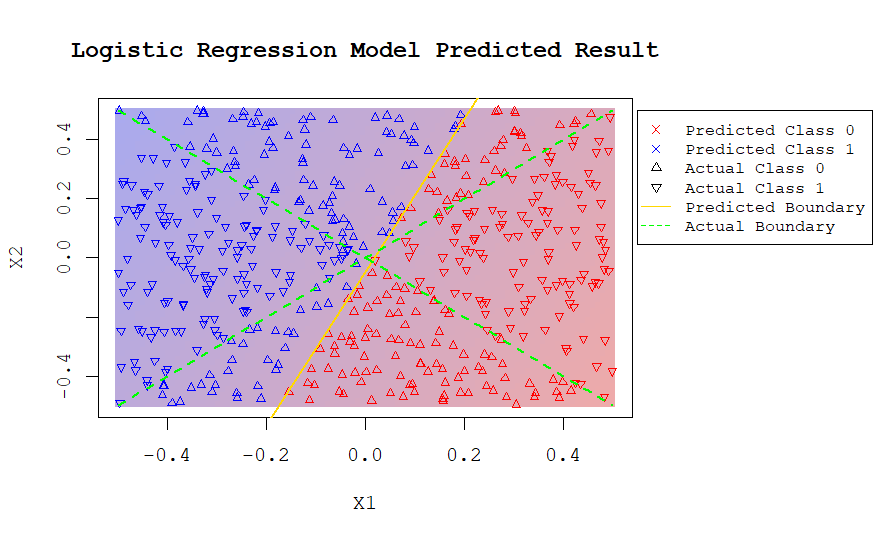 Logistic Regression Model Predicted Result
Predicted Class 0
Predicted Class 1
Actual Class 0
Actual Class 1
Predicted Boundary
Actual Boundary
X2
0.4
0.2
0.0
-0.4
-0.4 -0.2 0.0 0.2 0.4
X1